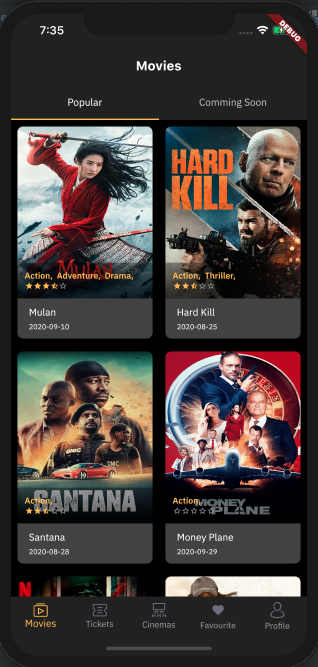 7:35
DEBUG
Movies
Popular
Comming Soon
Mulan
Action, Adventure, Drama,
HARD
KILL
Action, Thriller,
Mulan
2020-09-10
Hard Kill
2020-08-25
GNIC
GNIC
Action,
SANTANA
Action,
MONEY
PLANE
Santana
2020-08-28
Money Plane
2020-09-29
N
Movies
Tickets
Cinemas
Favourite
Profile